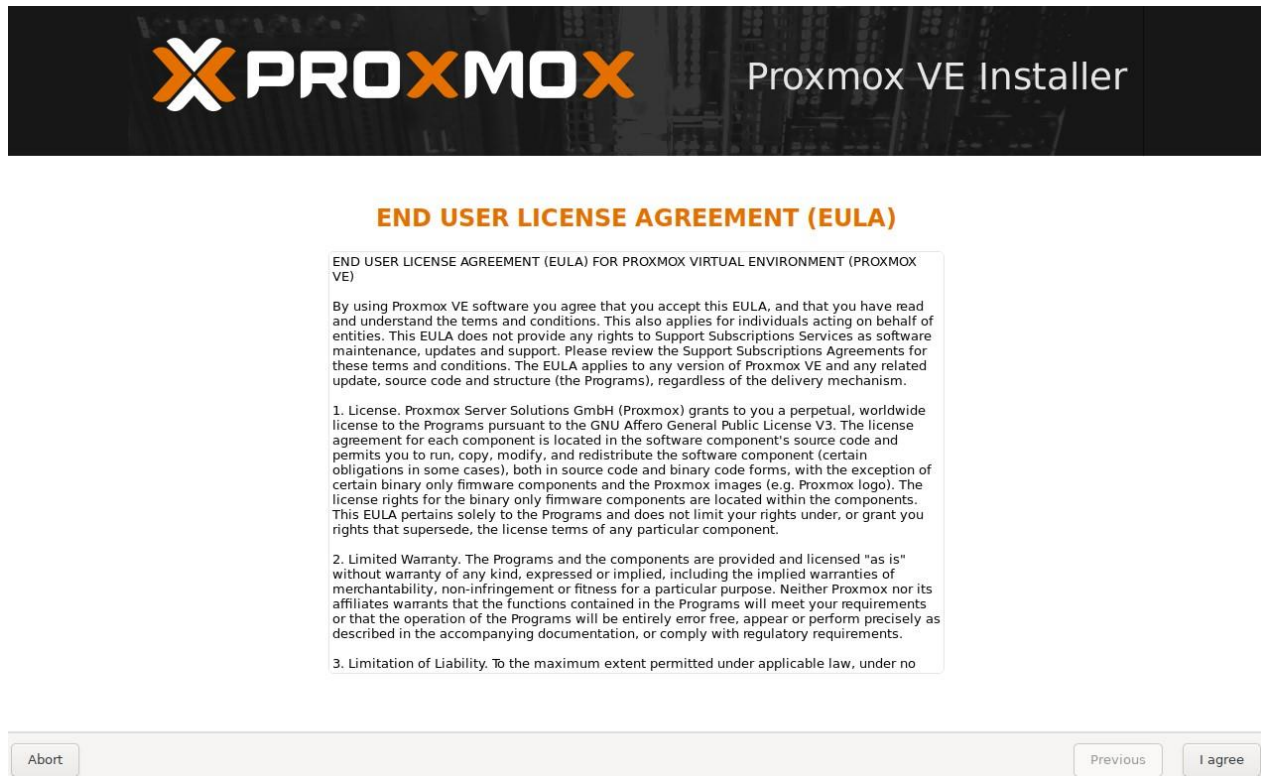 PROXMOX
Proxmox VE Installer
END USER LICENSE AGREEMENT (EULA)
END USER LICENSE AGREEMENT (EULA) FOR PROXMOX VIRTUAL ENVIRONMENT (PROXMOX
VE)
By using Proxmox VE software you agree that you accept this EULA, and that you have read
and understand the terms and conditions. This also applies for individuals acting on behalf of
entities. This EULA does not provide any rights to Support Subscriptions Services as software
maintenance, updates and support. Please review the Support Subscriptions Agreements for
these terms and conditions. The EULA applies to any version of Proxmox VE and any related
update, source code and structure (the Programs), regardless of the delivery mechanism.
1. License. Proxmox Server Solutions GmbH (Proxmox) grants to you a perpetual, worldwide
license to the Programs pursuant to the GNU Affero General Public License V3. The license
agreement for each component is located in the software component's source code and
permits you to run, copy, modify, and redistribute the software component (certain
obligations in some cases), both in source code and binary code forms, with the exception of
certain binary only firmware components and the Proxmox images (e.g. Proxmox logo). The
license rights for the binary only firmware components are located within the components.
This EULA pertains solely to the Programs and does not limit your rights under, or grant you
rights that supersede, the license terms of any particular component.
2. Limited Warranty. The Programs and the components are provided and licensed "as is"
without warranty of any kind, expressed or implied, including the implied warranties of
merchantability, non-infringement or fitness for a particular purpose. Neither Proxmox nor its
affiliates warrants that the functions contained in the Programs will meet your requirements
or that the operation of the Programs will be entirely error free, appear or perform precisely as
described in the accompanying documentation, or comply with regulatory requirements.
3. Limitation of Liability. To the maximum extent permitted under applicable law, under no
Abort
Previous
I agree